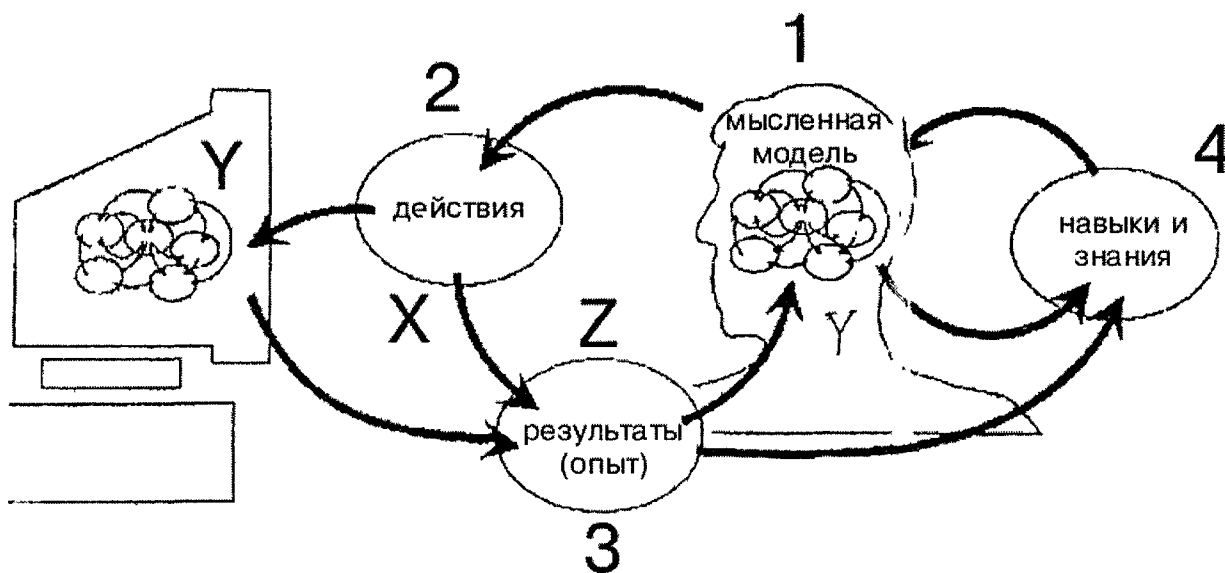 1
2
мысленная
модель
4
Y
действия
навыки и
знания
X
Z
Y
результаты
(опыт)
3